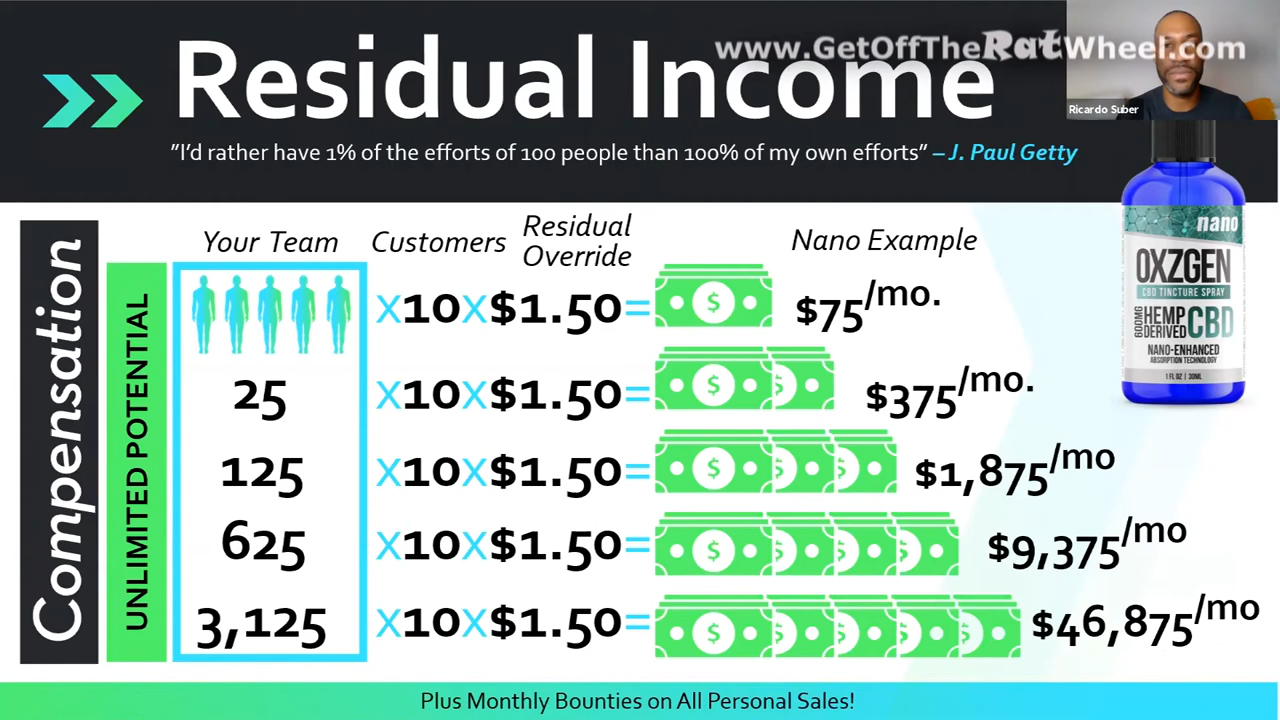 www.GetOffTheRatWheel.com
Residual Income
Ricardo Suber
"I'd rather have 1% of the efforts of 100 people than 100% of my own efforts" – J. Paul Getty
Compensation
UNLIMITED POTENTIAL
Your Team
Customers
Residual
Override
Nano Example
x10x$1.50= $ $75/mo.
25 x10x$1.50= $ $375/mo.
125 x10x$1.50= $ $1,875/mo
625 x10x$1.50= $ $9,375/mo
3,125 x10x$1.50= $ $46,875/mo
nano
OXZGEN
CBD TINCTURE SPRAY
600MG HEMP DERIVED CBD
NANO-ENHANCED
ABSORPTION TECHNOLOGY
1 FL OZ | 30ML
Plus Monthly Bounties on All Personal Sales!